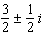 3/2 ± 1/2 i